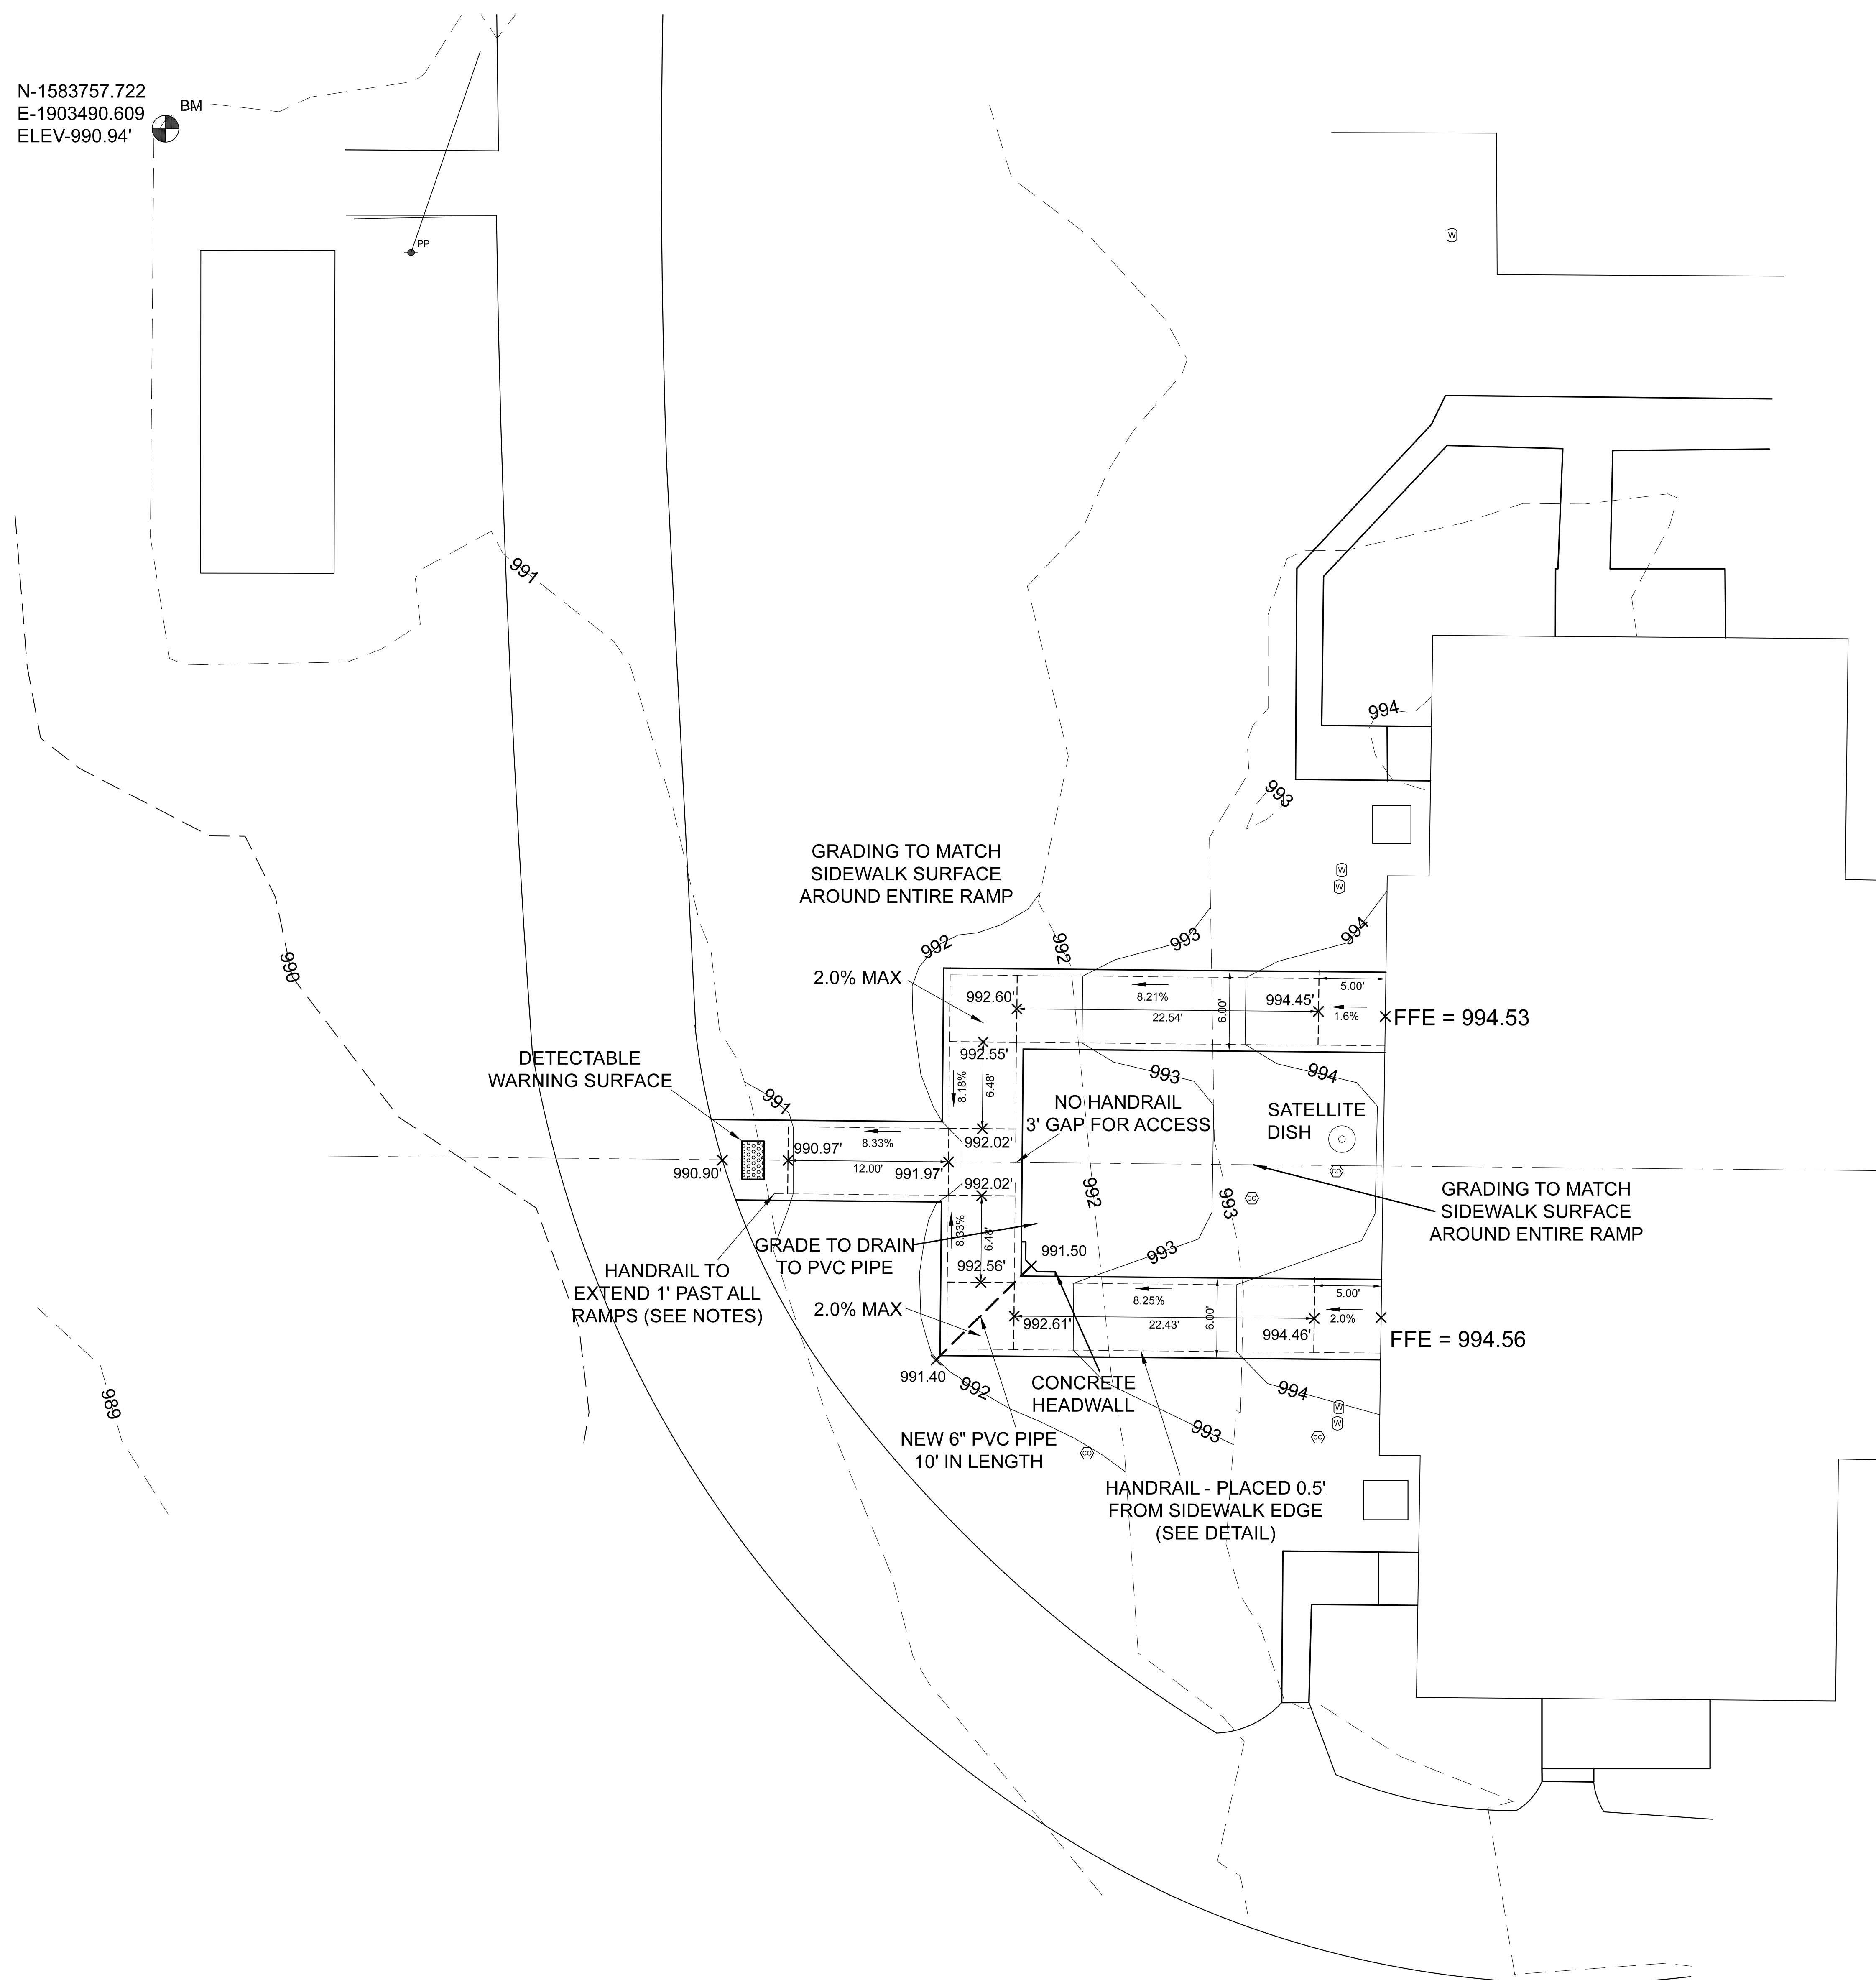 N-1583757.722
E-1903490.609
ELEV-990.94'
BM
PP
W
991
994
993
W
W
GRADING TO MATCH
SIDEWALK SURFACE
AROUND ENTIRE RAMP
992
992
993
994
990
2.0% MAX
992.60'
8.21%
22.54'
6.00'
994.45'
5.00'
1.6%
FFE = 994.53
992.55'
DETECTABLE
WARNING SURFACE
8.18%
6.48'
993
994
991
NO HANDRAIL
3' GAP FOR ACCESS
SATELLITE
DISH
990.97'
8.33%
12.00'
991.97'
992.02'
990.90'
CO
992.02'
992
993
CO
GRADING TO MATCH
SIDEWALK SURFACE
AROUND ENTIRE RAMP
8.33%
6.48'
GRADE TO DRAIN
TO PVC PIPE
991.50
993
992.56'
HANDRAIL TO
EXTEND 1' PAST ALL
RAMPS (SEE NOTES)
2.0% MAX
992.61'
8.25%
22.43'
6.00'
994.46'
5.00'
2.0%
FFE = 994.56
991.40
992
CONCRETE
HEADWALL
994
W
W
989
993
CO
CO
NEW 6" PVC PIPE
10' IN LENGTH
HANDRAIL - PLACED 0.5'
FROM SIDEWALK EDGE
(SEE DETAIL)